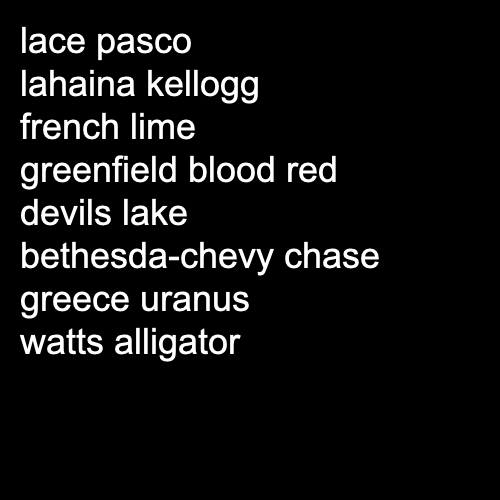 lace pasco
lahaina kellogg
french lime
greenfield blood red
devils lake
bethesda-chevy chase
greece uranus
watts alligator